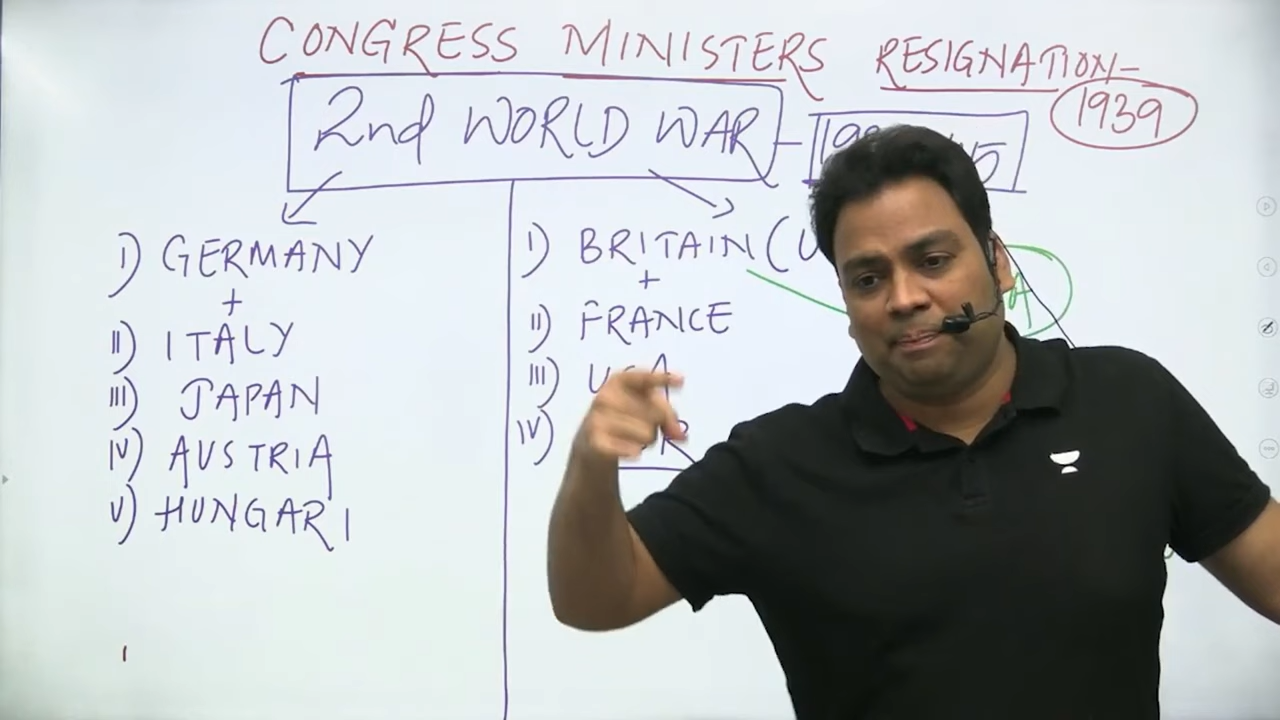 CONGRESS MINISTERS RESIGNATION-
1939
2nd WORLD WAR -
I) GERMANY
+
II) ITALY
III) JAPAN
IV) AUSTRIA
V) HUNGARI
I) BRITAIN (U
+
II) FRANCE
III) USA
IV)